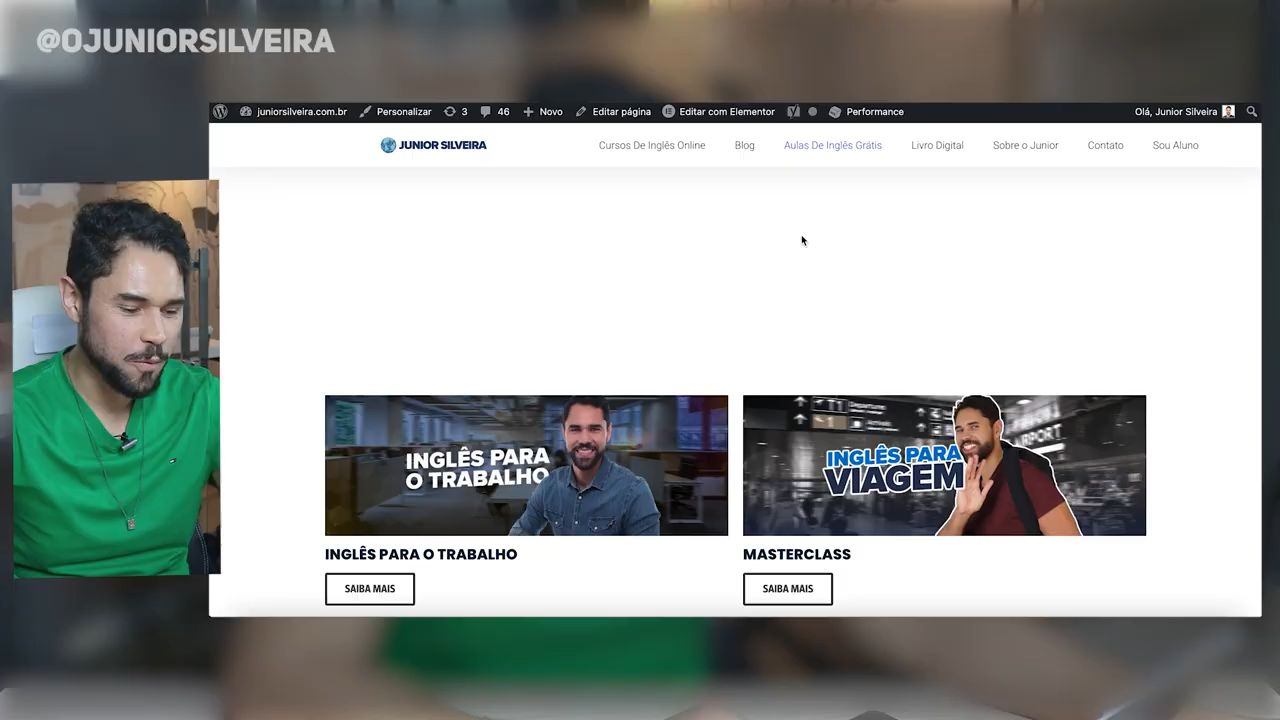 @OJUNIORSILVEIRA
juniorsilveira.com.br Personalizar 3 46 Novo Editar página Editar com Elementor Performance Olá, Junior Silveira
JUNIOR SILVEIRA Cursos De Inglês Online Blog Aulas De Inglês Grátis Livro Digital Sobre o Junior Contato Sou Aluno
INGLÊS PARA
O TRABALHO
Departure
INGLÊS PARA
VIAGEM
INGLÊS PARA O TRABALHO
MASTERCLASS
SAIBA MAIS
SAIBA MAIS